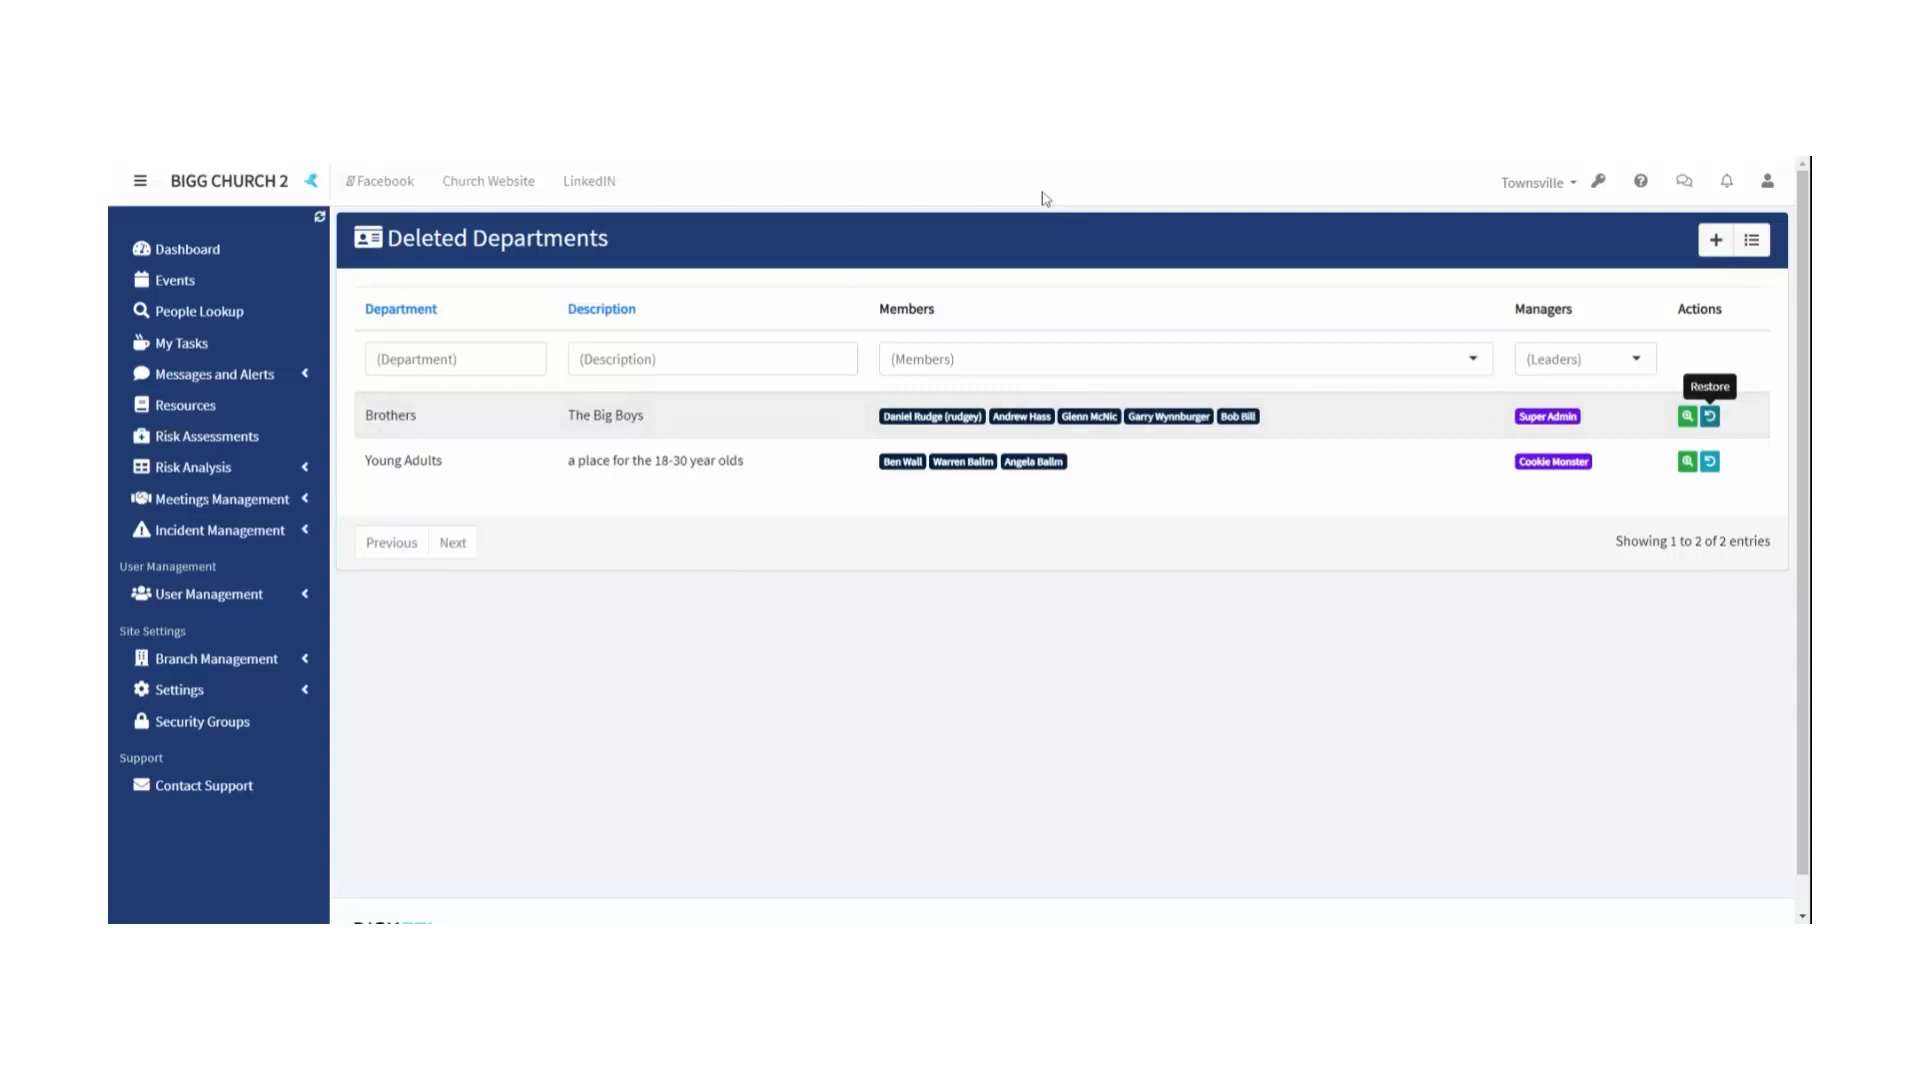 BIGG CHURCH 2
Facebook Church Website LinkedIN
Townsville
Dashboard
Events
People Lookup
My Tasks
Messages and Alerts
Resources
Risk Assessments
Risk Analysis
Meetings Management
Incident Management
User Management
User Management
Site Settings
Branch Management
Settings
Security Groups
Support
Contact Support
Deleted Departments
Department Description Members Managers Actions
(Department) (Description) (Members) (Leaders)
Restore
Brothers The Big Boys Daniel Rudge (rudgey) Andrew Hass Glenn McNic Garry Wynnburger Bob Bill Super Admin
Young Adults a place for the 18-30 year olds Ben Wall Warren Ballm Angela Ballm Cookie Monster
Previous Next Showing 1 to 2 of 2 entries